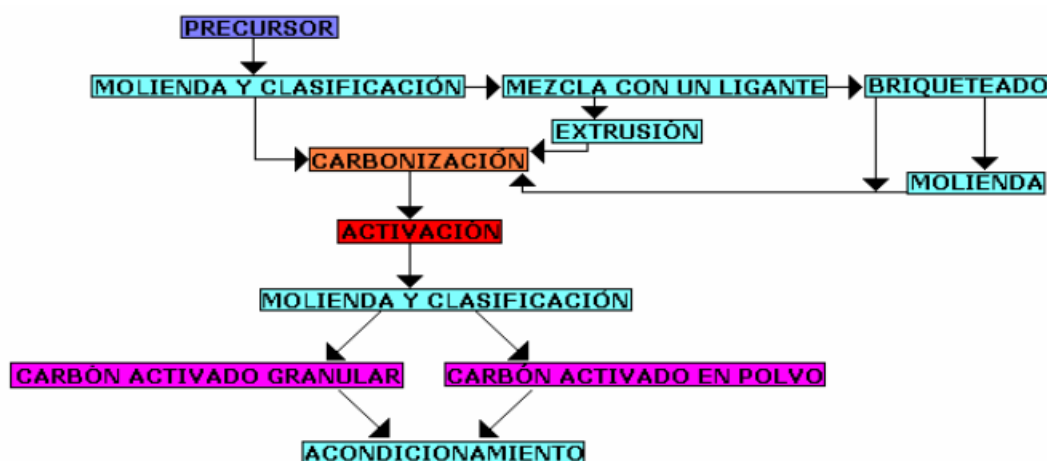 PRECURSOR
MOLIENDA Y CLASIFICACIÓN
MEZCLA CON UN LIGANTE
BRIQUETEADO
EXTRUSIÓN
CARBONIZACIÓN
MOLIENDA
ACTIVACIÓN
MOLIENDA Y CLASIFICACIÓN
CARBÓN ACTIVADO GRANULAR
CARBÓN ACTIVADO EN POLVO
ACONDICIONAMIENTO